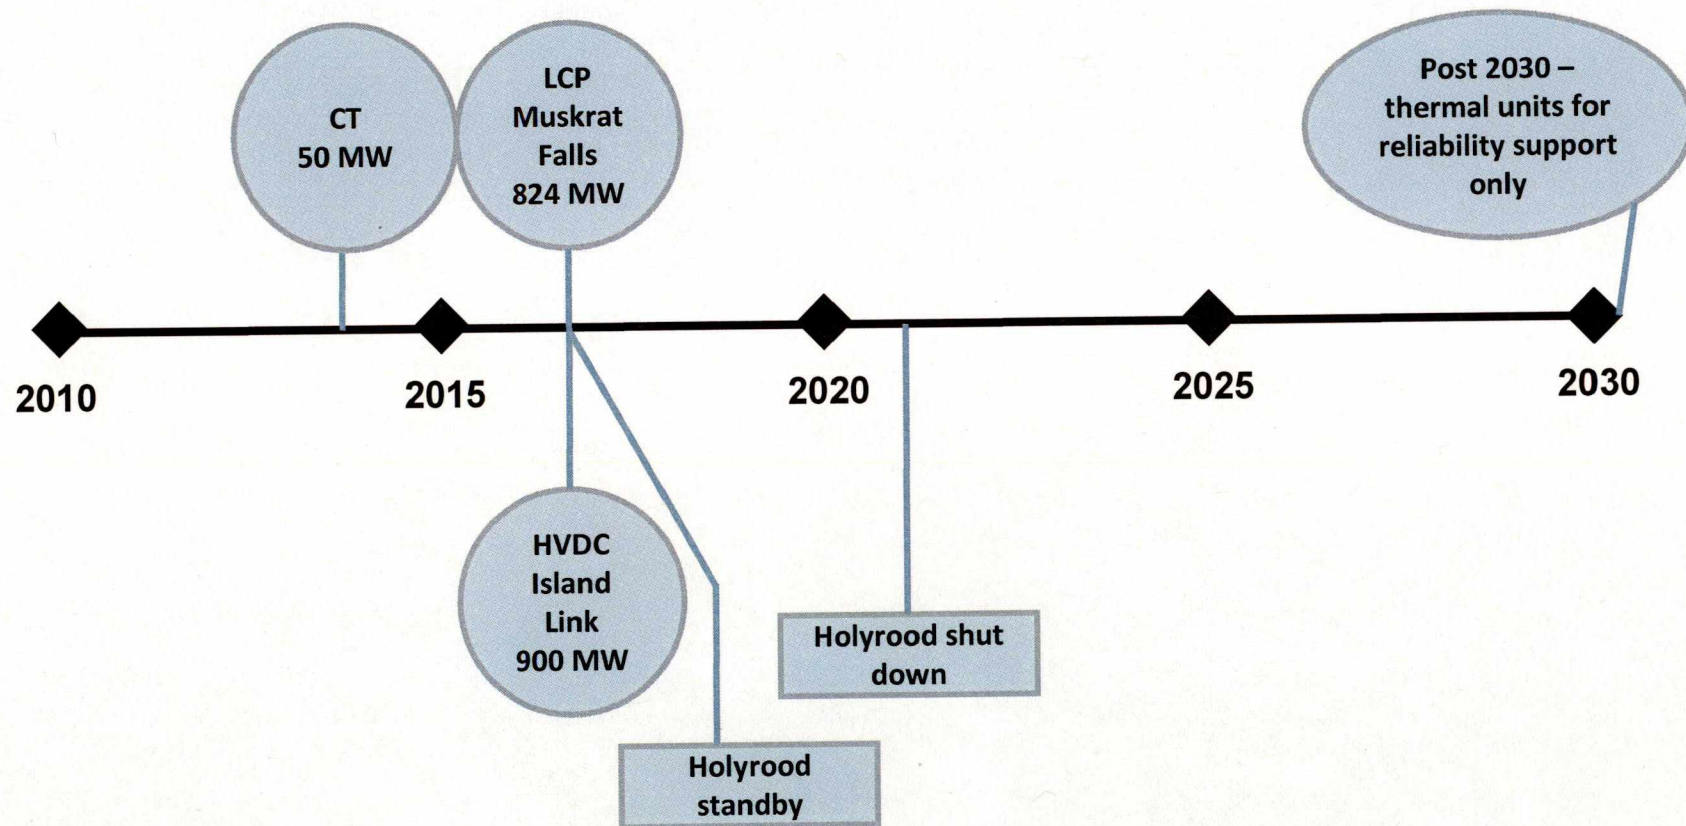 CT
50 MW
LCP
Muskrat
Falls
824 MW
Post 2030 –
thermal units for
reliability support
only
2010
2015
2020
2025
2030
HVDC
Island
Link
900 MW
Holyrood shut
down
Holyrood
standby